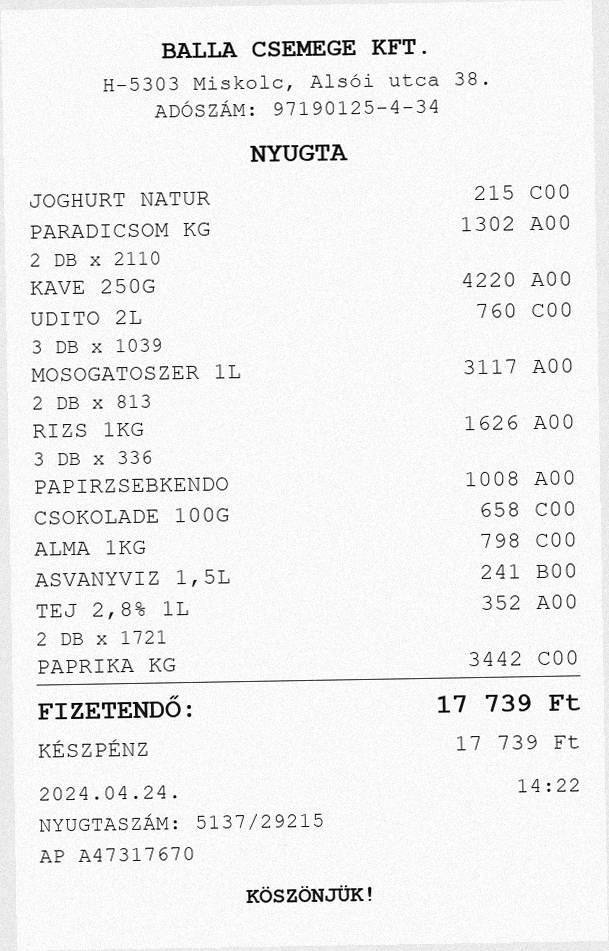 BALLA CSEMEGE KFT.
H-5303 Miskolc, Alsói utca 38.
ADÓSZÁM: 97190125-4-34
NYUGTA
JOGHURT NATUR 215 C00
PARADICSOM KG 1302 A00
2 DB x 2110
KAVE 250G 4220 A00
UDITO 2L 760 C00
3 DB x 1039
MOSOGATOSZER 1L 3117 A00
2 DB x 813
RIZS 1KG 1626 A00
3 DB x 336
PAPIRZSEBKENDO 1008 A00
CSOKOLADE 100G 658 C00
ALMA 1KG 798 C00
ASVANYVIZ 1,5L 241 B00
TEJ 2,8% 1L 352 A00
2 DB x 1721
PAPRIKA KG 3442 C00
FIZETENDŐ: 17 739 Ft
KÉSZPÉNZ 17 739 Ft
2024.04.24. 14:22
NYUGTASZÁM: 5137/29215
AP A47317670
KÖSZÖNJÜK!